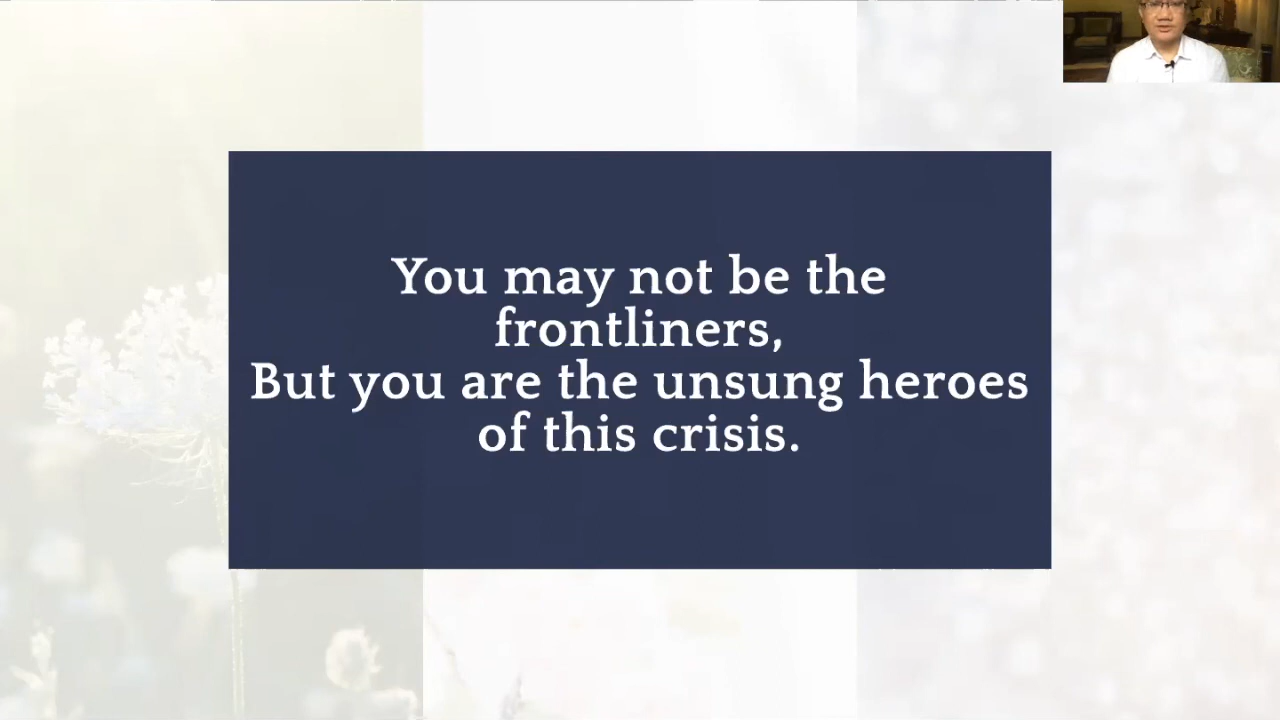 You may not be the
frontliners,
But you are the unsung heroes
of this crisis.